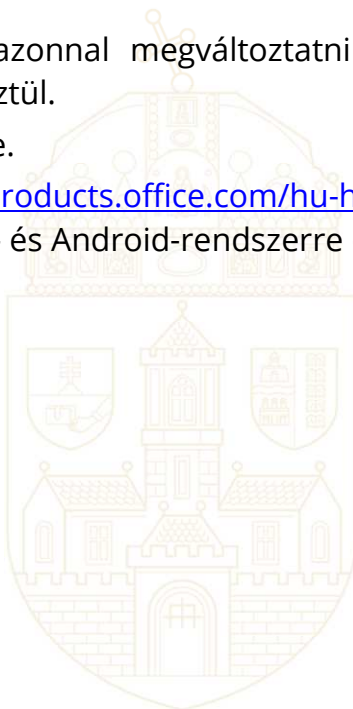 azonnal megváltoztatni
ztül.
e.
roducts.office.com/hu-h
és Android-rendszerre